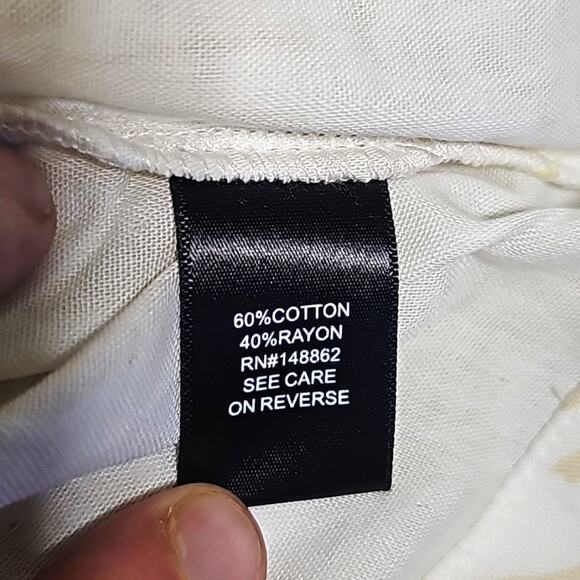 60%COTTON
40%RAYON
RN#148862
SEE CARE
ON REVERSE